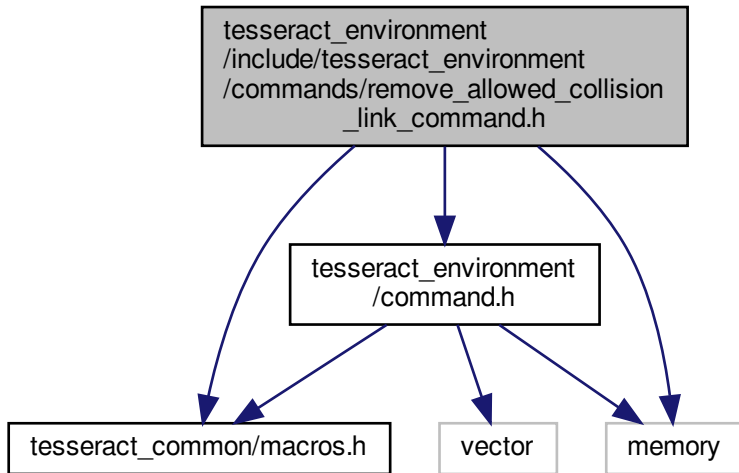 tesseract_environment
/include/tesseract_environment
/commands/remove_allowed_collision
_link_command.h
tesseract_environment
/command.h
tesseract_common/macros.h
vector
memory